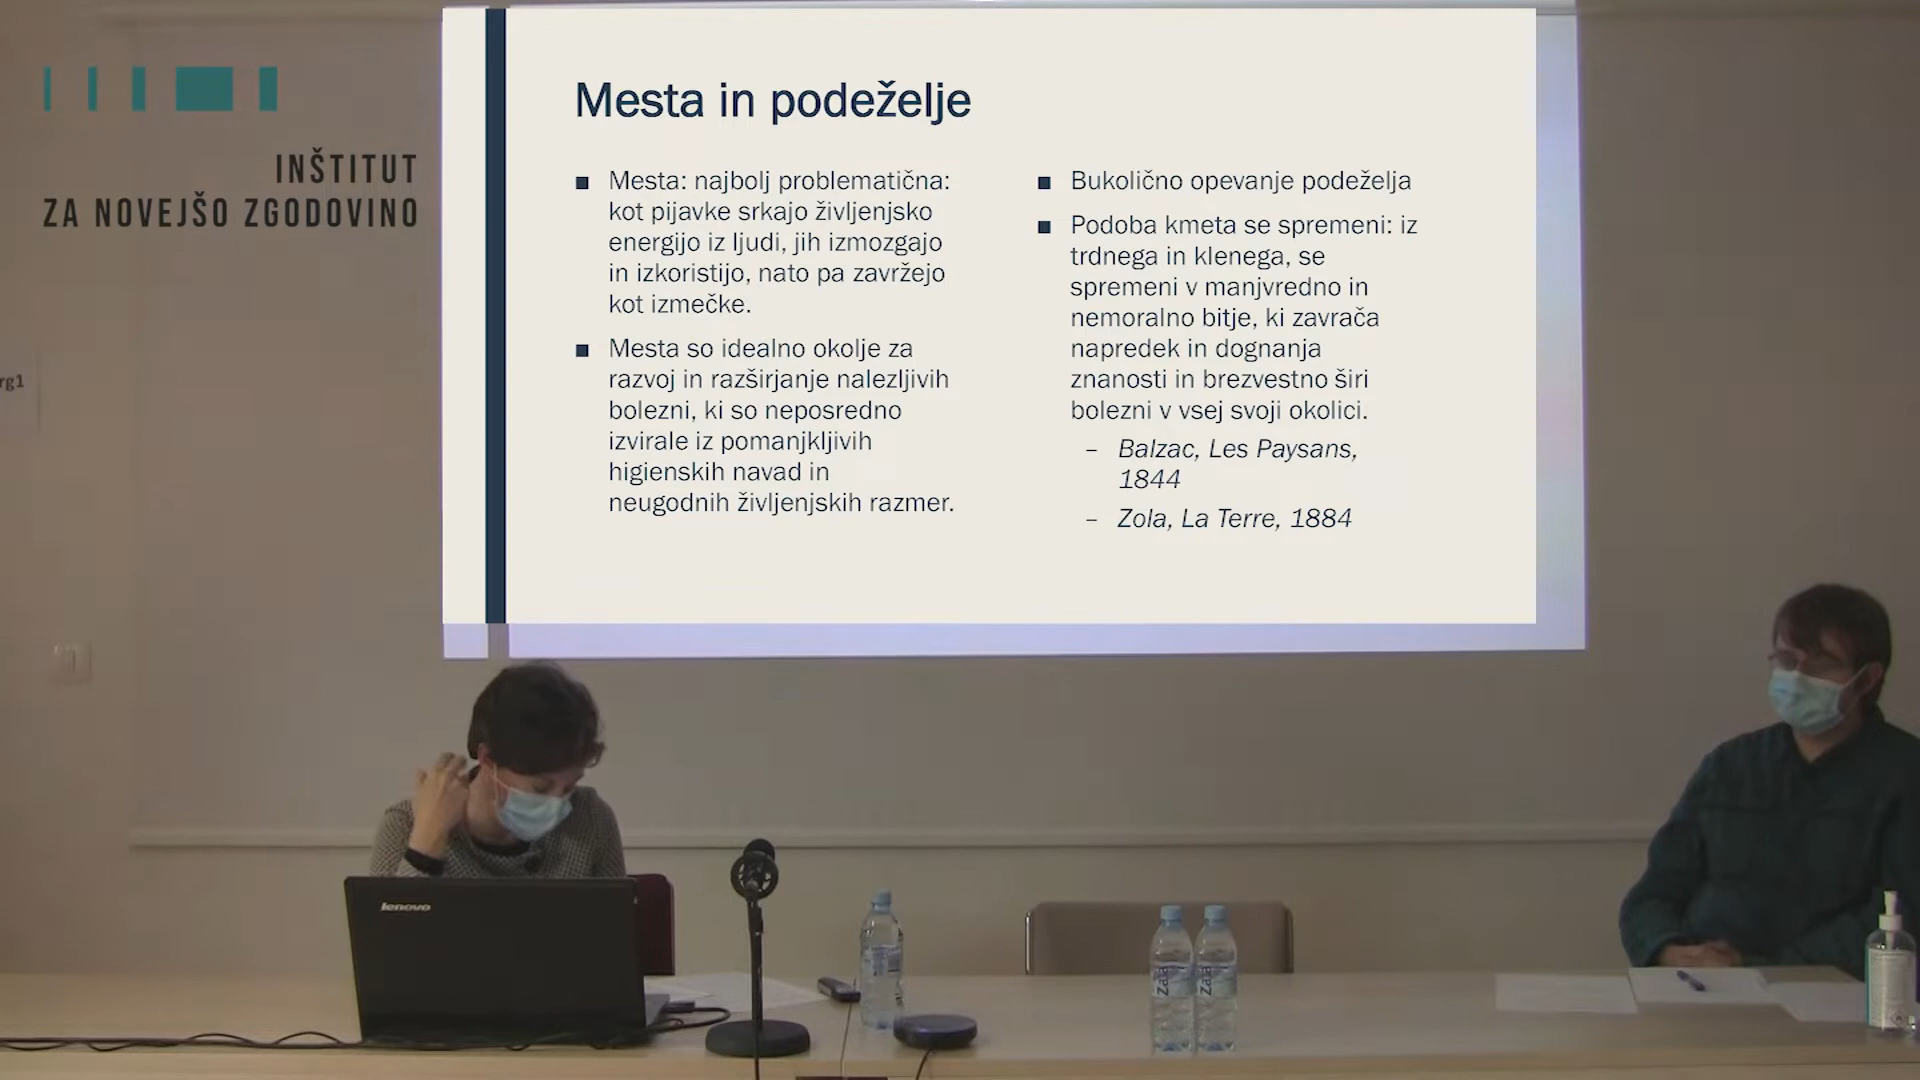 INŠTITUT
ZA NOVEJŠO ZGODOVINO
rg1
Mesta in podeželje
■ Mesta: najbolj problematična:
kot pijavke srkajo življenjsko
energijo iz ljudi, jih izmozgajo
in izkoristijo, nato pa zavržejo
kot izmečke.
■ Mesta so idealno okolje za
razvoj in razširjanje nalezljivih
bolezni, ki so neposredno
izvirale iz pomanjkljivih
higienskih navad in
neugodnih življenjskih razmer.
■ Bukolično opevanje podeželja
■ Podoba kmeta se spremeni: iz
trdnega in klenega, se
spremeni v manjvredno in
nemoralno bitje, ki zavrača
napredek in dognanja
znanosti in brezvestno širi
bolezni v vsej svoji okolici.
– Balzac, Les Paysans,
1844
– Zola, La Terre, 1884
lenovo
Zala
Zala